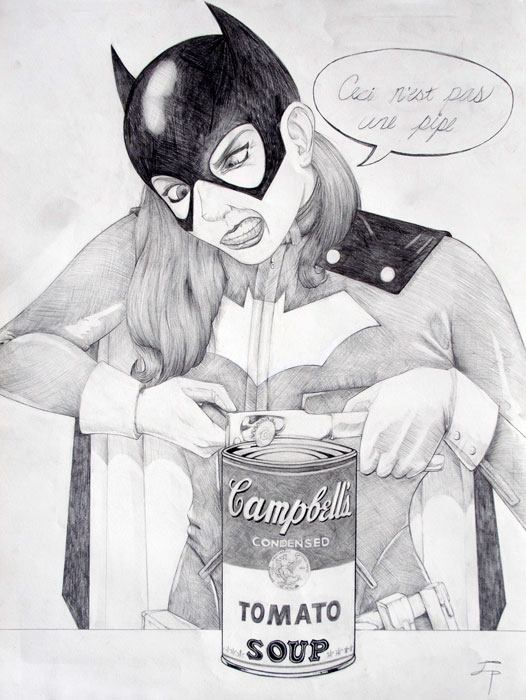 Ceci n'est pas
une pipe
Campbell's
CONDENSED
TOMATO
SOUP